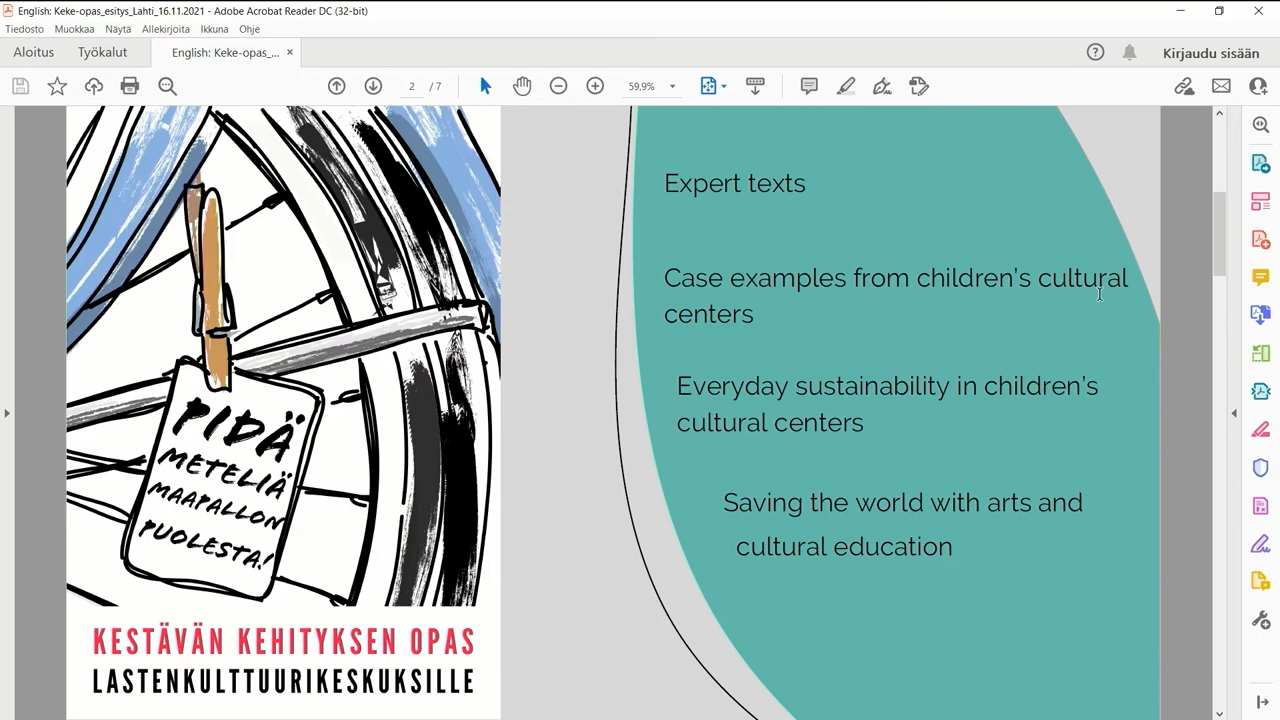 English: Keke-opas_esitys_Lahti_16.11.2021 - Adobe Acrobat Reader DC (32-bit)
Tiedosto Muokkaa Näytä Allekirjoita Ikkuna Ohje
Aloitus Työkalut English: Keke-opas_... × Kirjaudu sisään
2 / 7 59,9%
PIDÄ
METELIÄ
MAAPALLON
PUOLESTA!
KESTÄVÄN KEHITYKSEN OPAS
LASTENKULTTUURIKESKUKSILLE
Expert texts
Case examples from children's cultural
centers
Everyday sustainability in children's
cultural centers
Saving the world with arts and
cultural education